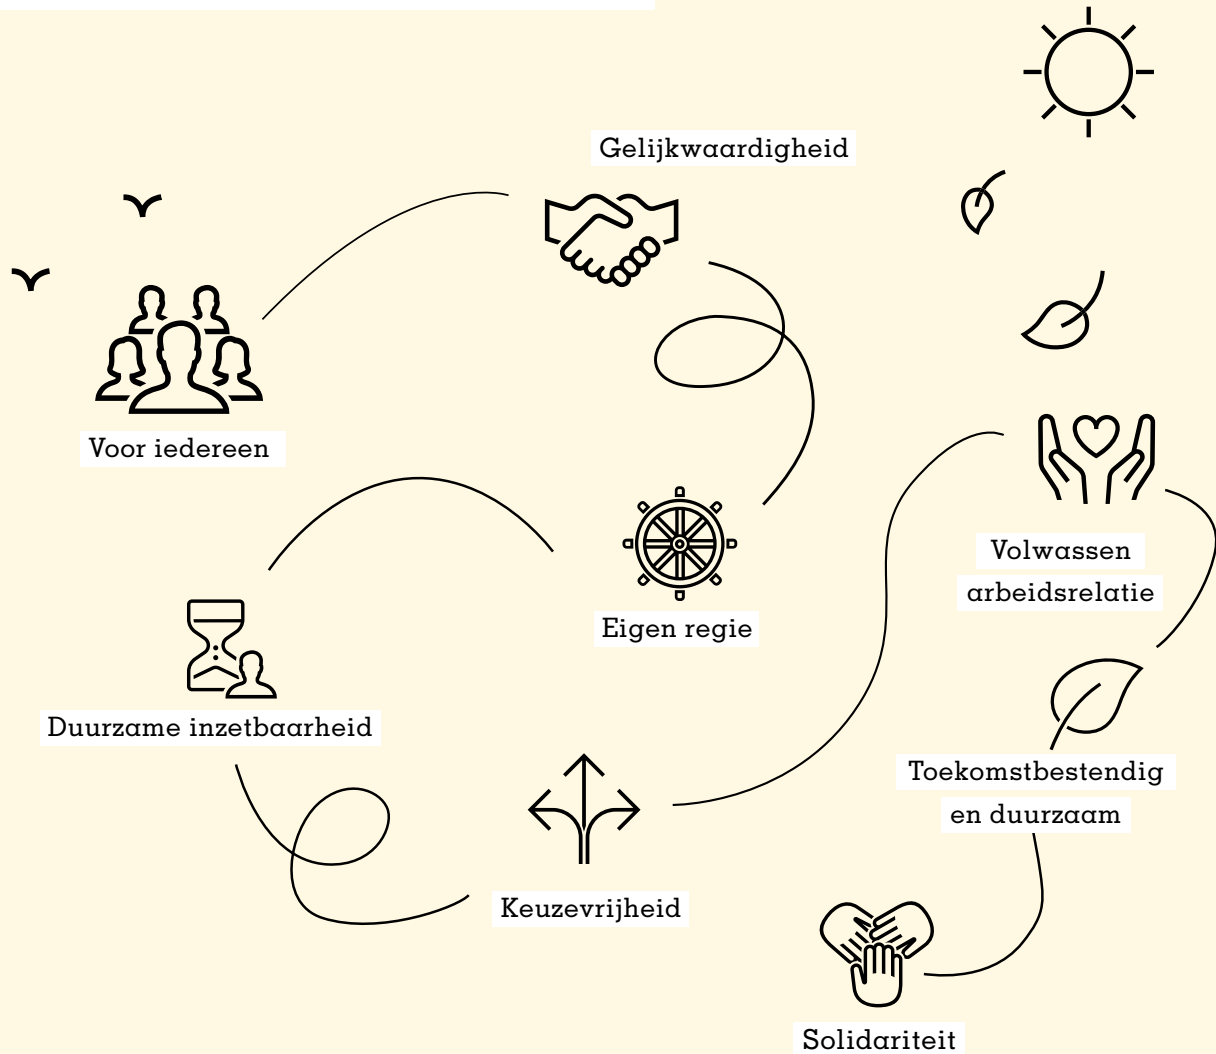 Gelijkwaardigheid
Voor iedereen
Eigen regie
Volwassen
arbeidsrelatie
Duurzame inzetbaarheid
Toekomstbestendig
en duurzaam
Keuzevrijheid
Solidariteit